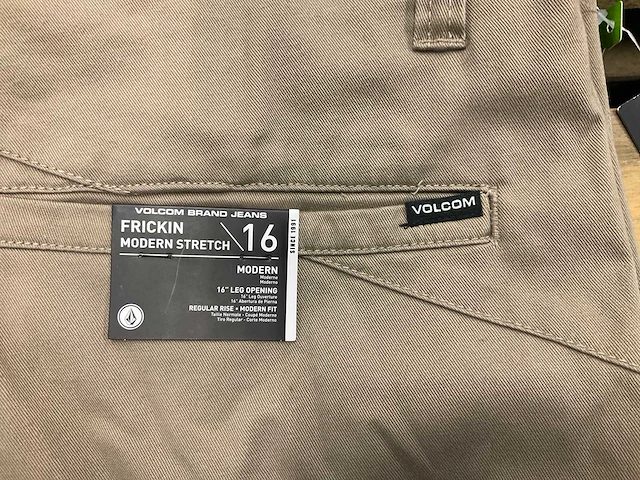 VOLCOM
VOLCOM BRAND JEANS
FRICKIN
MODERN STRETCH \16
SINCE 1991
MODERN
Moderne
Moderno
16" LEG OPENING
16" Leg Ouverture
16" Abertura de Pierna
REGULAR RISE • MODERN FIT
Taille Normale - Coupé Moderne
Tiro Regular - Corte Moderno